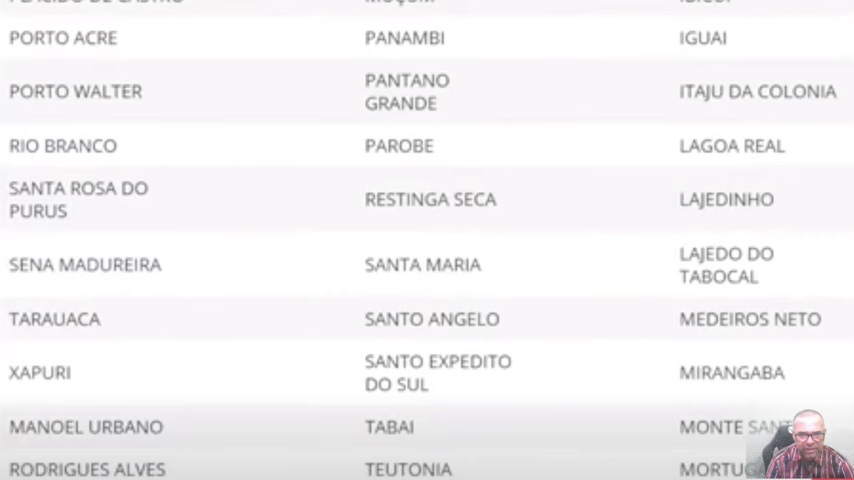 PORTO ACRE
PANAMBI
IGUAI
PORTO WALTER
PANTANO
GRANDE
ITAJU DA COLONIA
RIO BRANCO
PAROBE
LAGOA REAL
SANTA ROSA DO
PURUS
RESTINGA SECA
LAJEDINHO
SENA MADUREIRA
SANTA MARIA
LAJEDO DO
TABOCAL
TARAUACA
SANTO ANGELO
MEDEIROS NETO
XAPURI
SANTO EXPEDITO
DO SUL
MIRANGABA
MANOEL URBANO
TABAI
MONTE
RODRIGUES ALVES
TEUTONIA